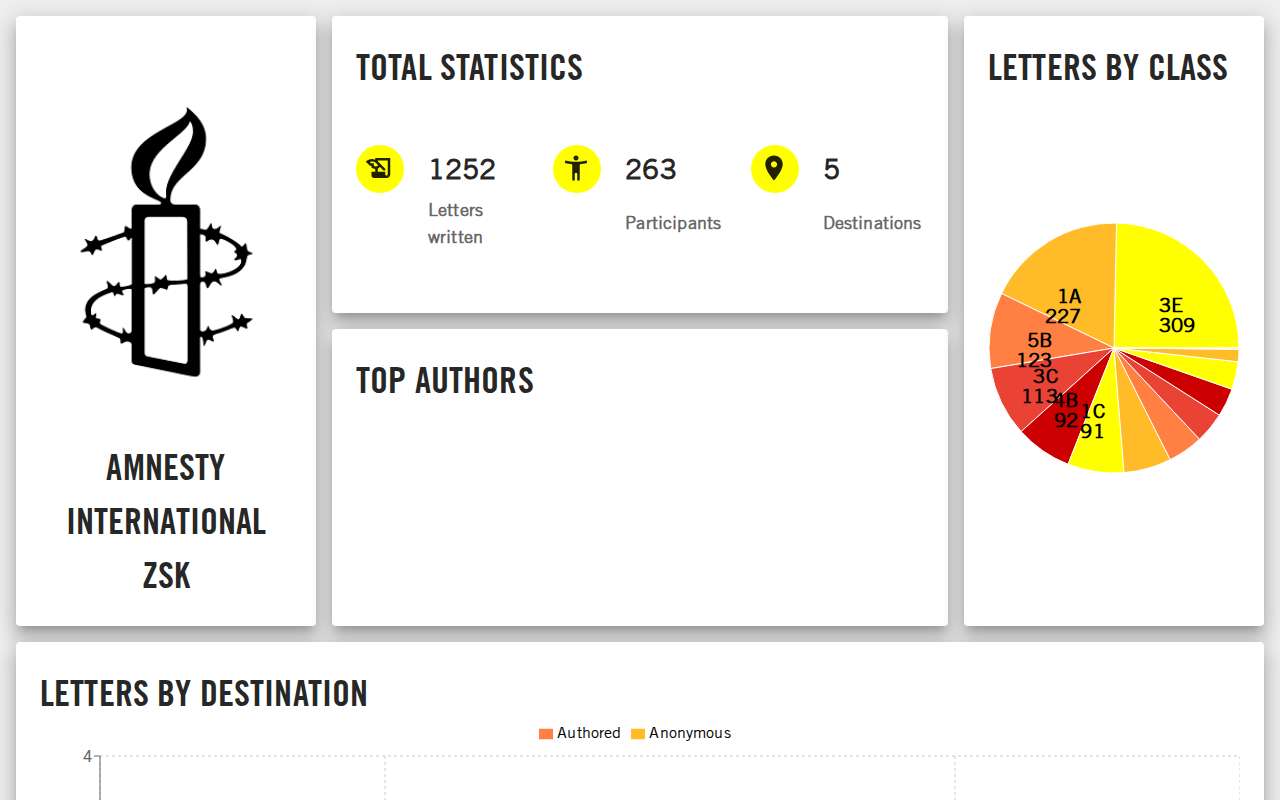 AMNESTY
INTERNATIONAL
ZSK
TOTAL STATISTICS
1252
Letters
written
263
Participants
5
Destinations
TOP AUTHORS
LETTERS BY CLASS
3E
309
1A
227
5B
123
3C
113
4B
92
1C
91
LETTERS BY DESTINATION
Authored
Anonymous
4